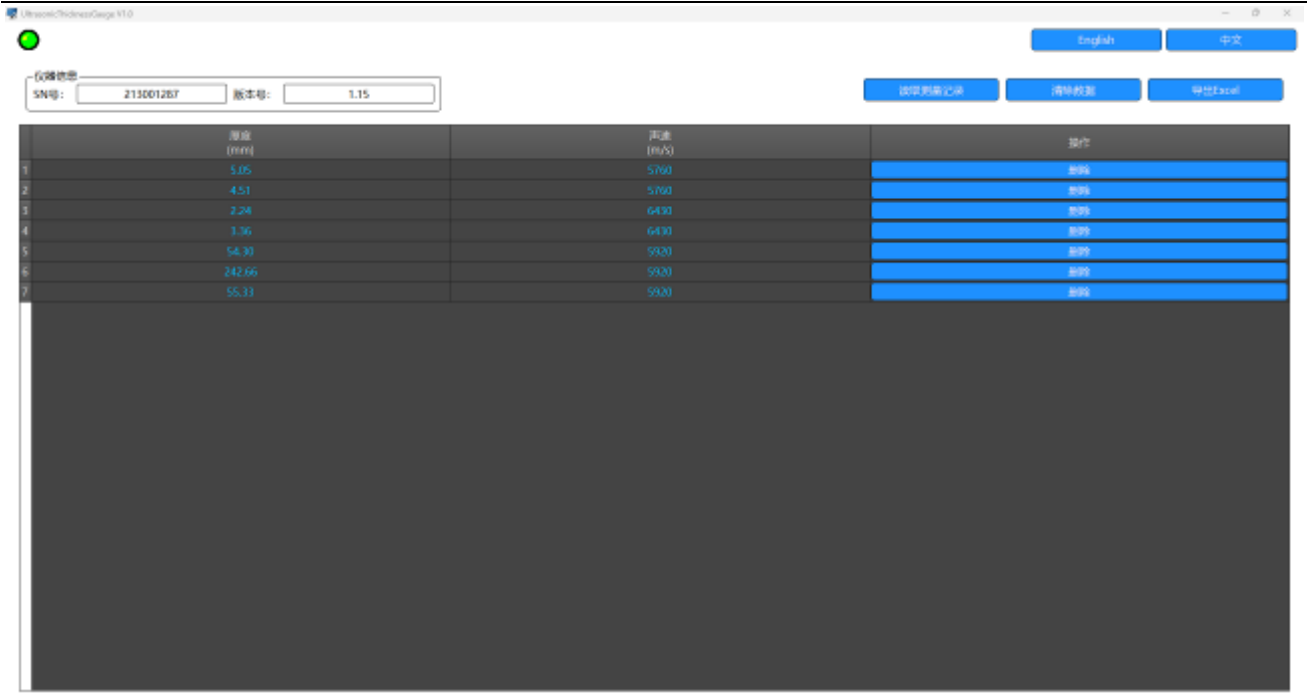 UltrasonicThicknessGauge V1.0
English 中文
仪器信息
SN号: 213001287 版本号: 1.15 读取测量记录 清除数据 导出Excel
厚度 声速 操作
(mm) (m/s)
1 5.05 5760 删除
2 4.51 5760 删除
3 2.24 6430 删除
4 3.36 6430 删除
5 54.30 5920 删除
6 242.66 5920 删除
7 55.33 5920 删除